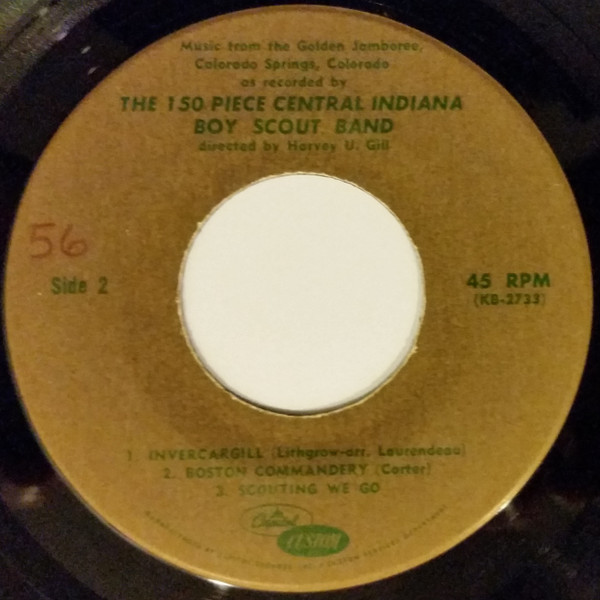 Music from the Golden Jamboree,
Colorado Springs, Colorado
as recorded by
THE 150 PIECE CENTRAL INDIANA
BOY SCOUT BAND
directed by Harvey U. Gill
56
Side 2
45 RPM
(KB-2733)
1. INVERCARGILL (Lithgrow-arr. Laurendeau)
2. BOSTON COMMANDERY (Carter)
3. SCOUTING WE GO
Capitol
CUSTOM